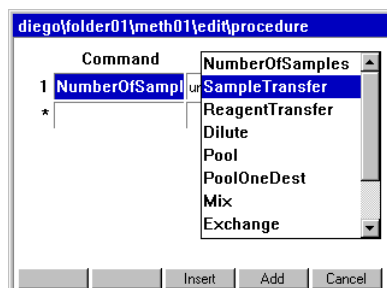 diego\folder01\meth01\edit\procedure
Command
1 NumberOfSampl
*
NumberOfSamples
SampleTransfer
ReagentTransfer
Dilute
Pool
PoolOneDest
Mix
Exchange
Insert Add Cancel